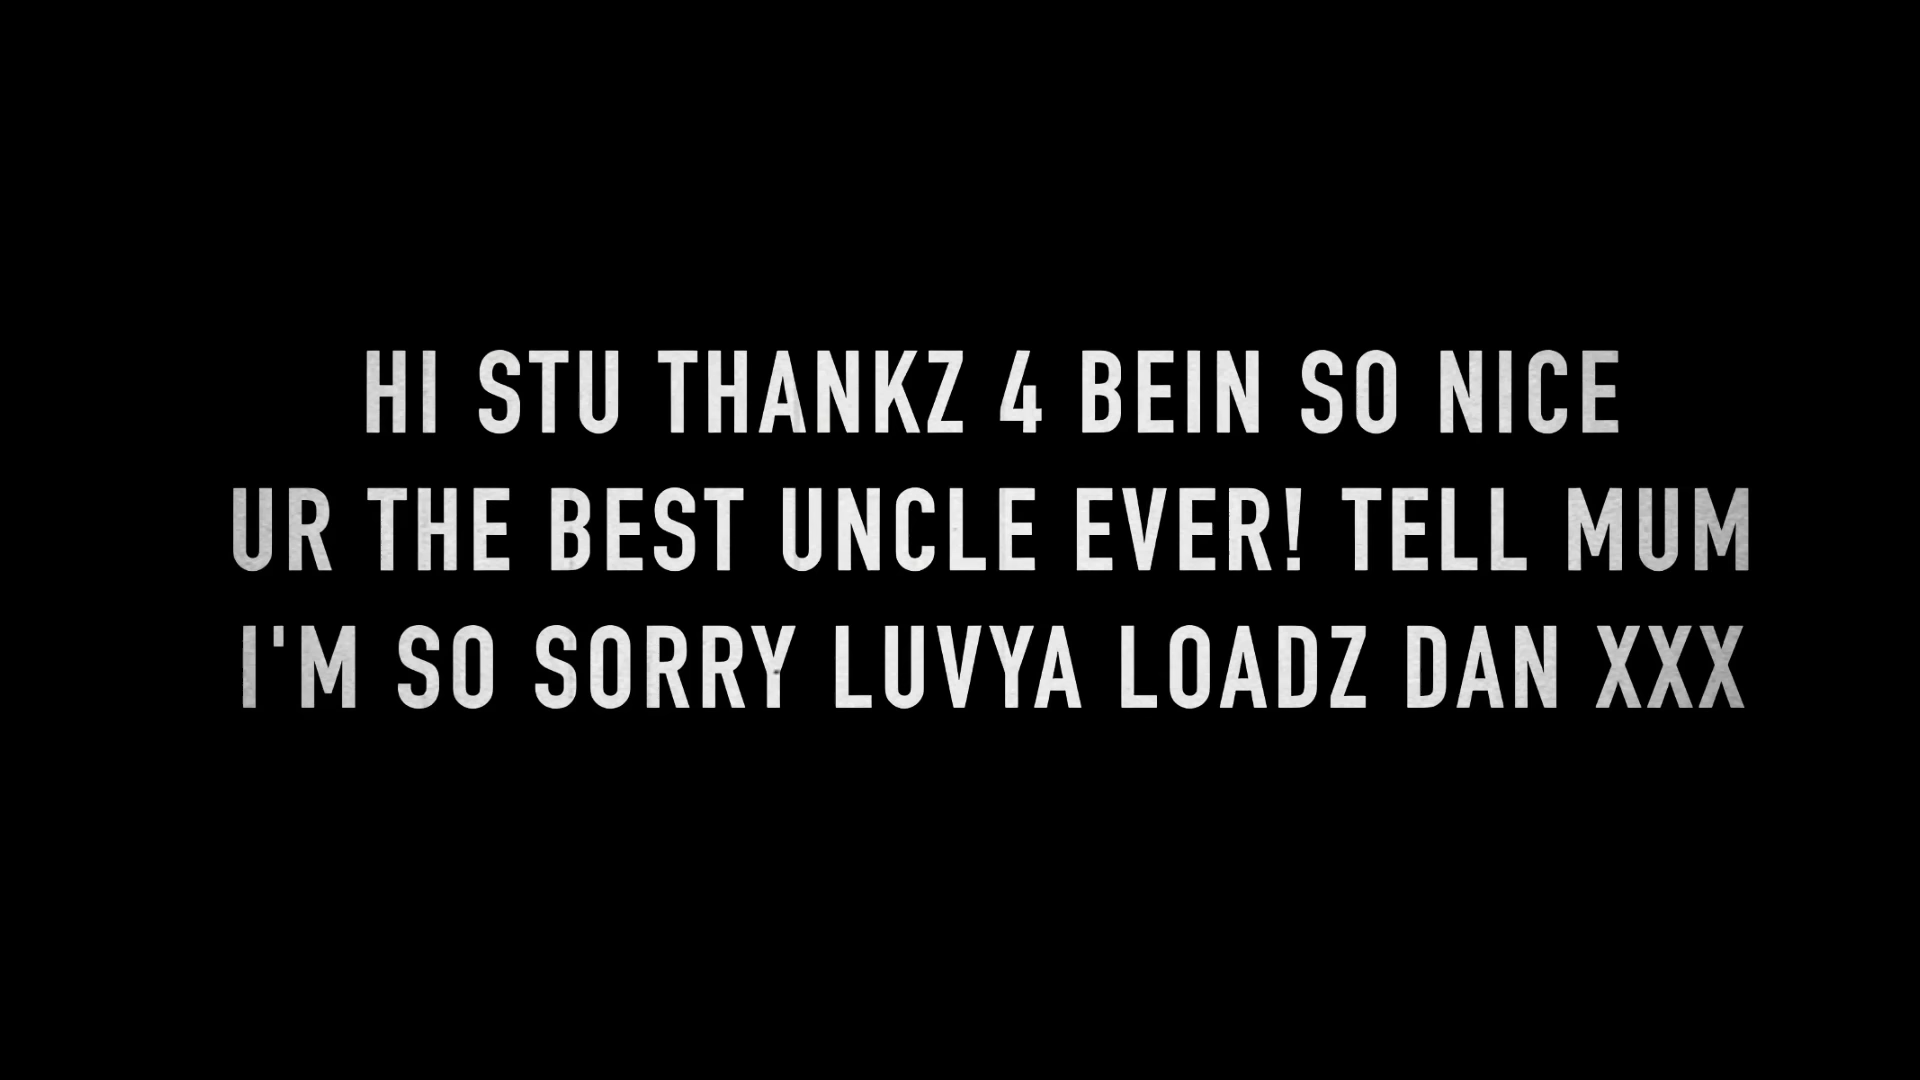 HI STU THANKZ 4 BEIN SO NICE
UR THE BEST UNCLE EVER! TELL MUM
I'M SO SORRY LUVYA LOADZ DAN XXX